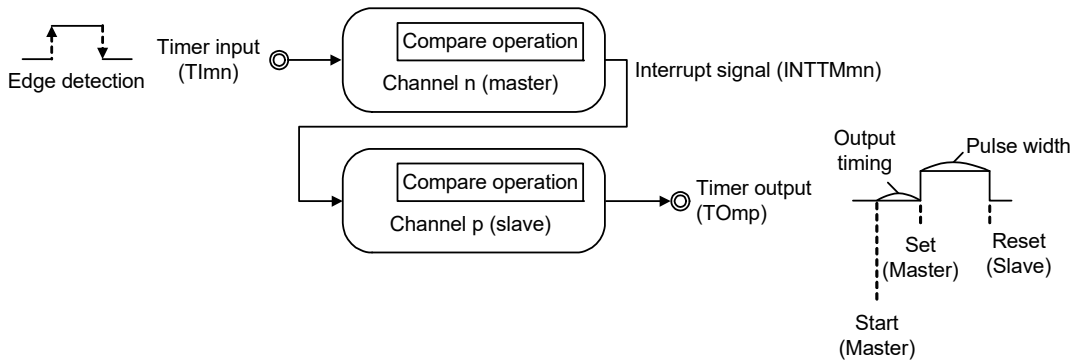 Edge detection
Timer input
(TImn)
Compare operation
Channel n (master)
Interrupt signal (INTTMmn)
Compare operation
Channel p (slave)
Timer output
(TOmp)
Output
timing
Pulse width
Set
(Master)
Reset
(Slave)
Start
(Master)